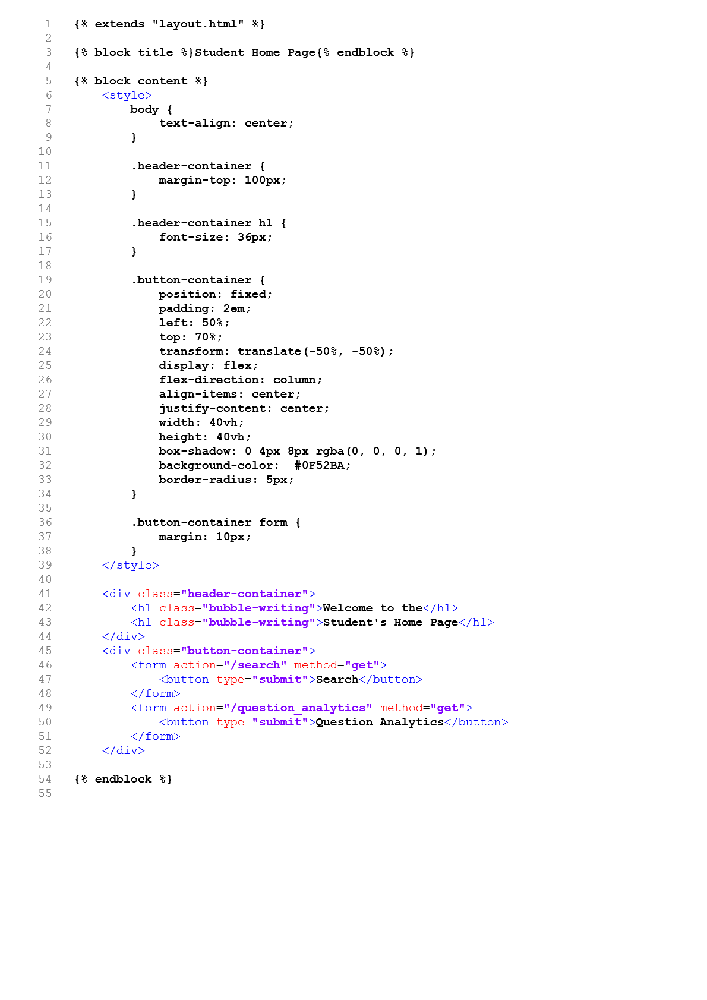 1 {% extends "layout.html" %}
2
3 {% block title %}Student Home Page{% endblock %}
4
5 {% block content %}
6     <style>
7         body {
8             text-align: center;
9         }
10
11         .header-container {
12             margin-top: 100px;
13         }
14
15         .header-container h1 {
16             font-size: 36px;
17         }
18
19         .button-container {
20             position: fixed;
21             padding: 2em;
22             left: 50%;
23             top: 70%;
24             transform: translate(-50%, -50%);
25             display: flex;
26             flex-direction: column;
27             align-items: center;
28             justify-content: center;
29             width: 40vh;
30             height: 40vh;
31             box-shadow: 0 4px 8px rgba(0, 0, 0, 1);
32             background-color:  #0F52BA;
33             border-radius: 5px;
34         }
35
36         .button-container form {
37             margin: 10px;
38         }
39     </style>
40
41     <div class="header-container">
42         <h1 class="bubble-writing">Welcome to the</h1>
43         <h1 class="bubble-writing">Student's Home Page</h1>
44     </div>
45     <div class="button-container">
46         <form action="/search" method="get">
47             <button type="submit">Search</button>
48         </form>
49         <form action="/question_analytics" method="get">
50             <button type="submit">Question Analytics</button>
51         </form>
52     </div>
53
54 {% endblock %}
55